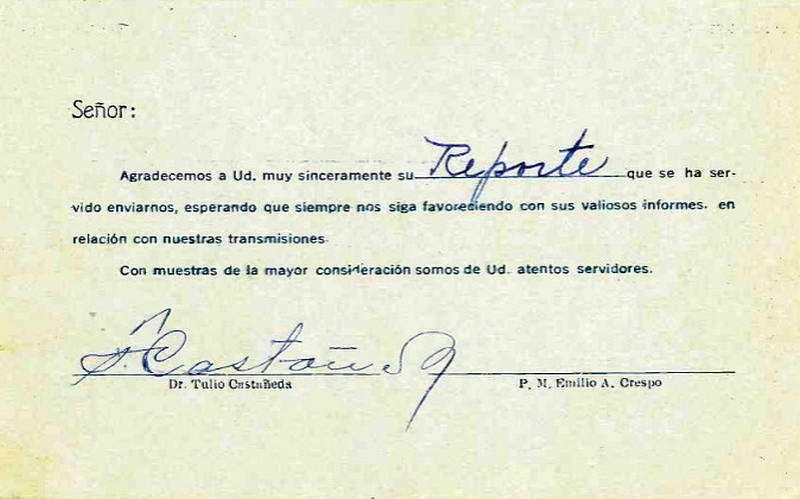 Señor:
Agradecemos a Ud. muy sinceramente su Reporte que se ha ser-
vido enviarnos, esperando que siempre nos siga favoreciendo con sus valiosos informes. en
relación con nuestras transmisiones.
Con muestras de la mayor consideración somos de Ud. atentos servidores.
T. Castañeda
Dr. Tulio Castañeda P. M. Emilio A. Crespo